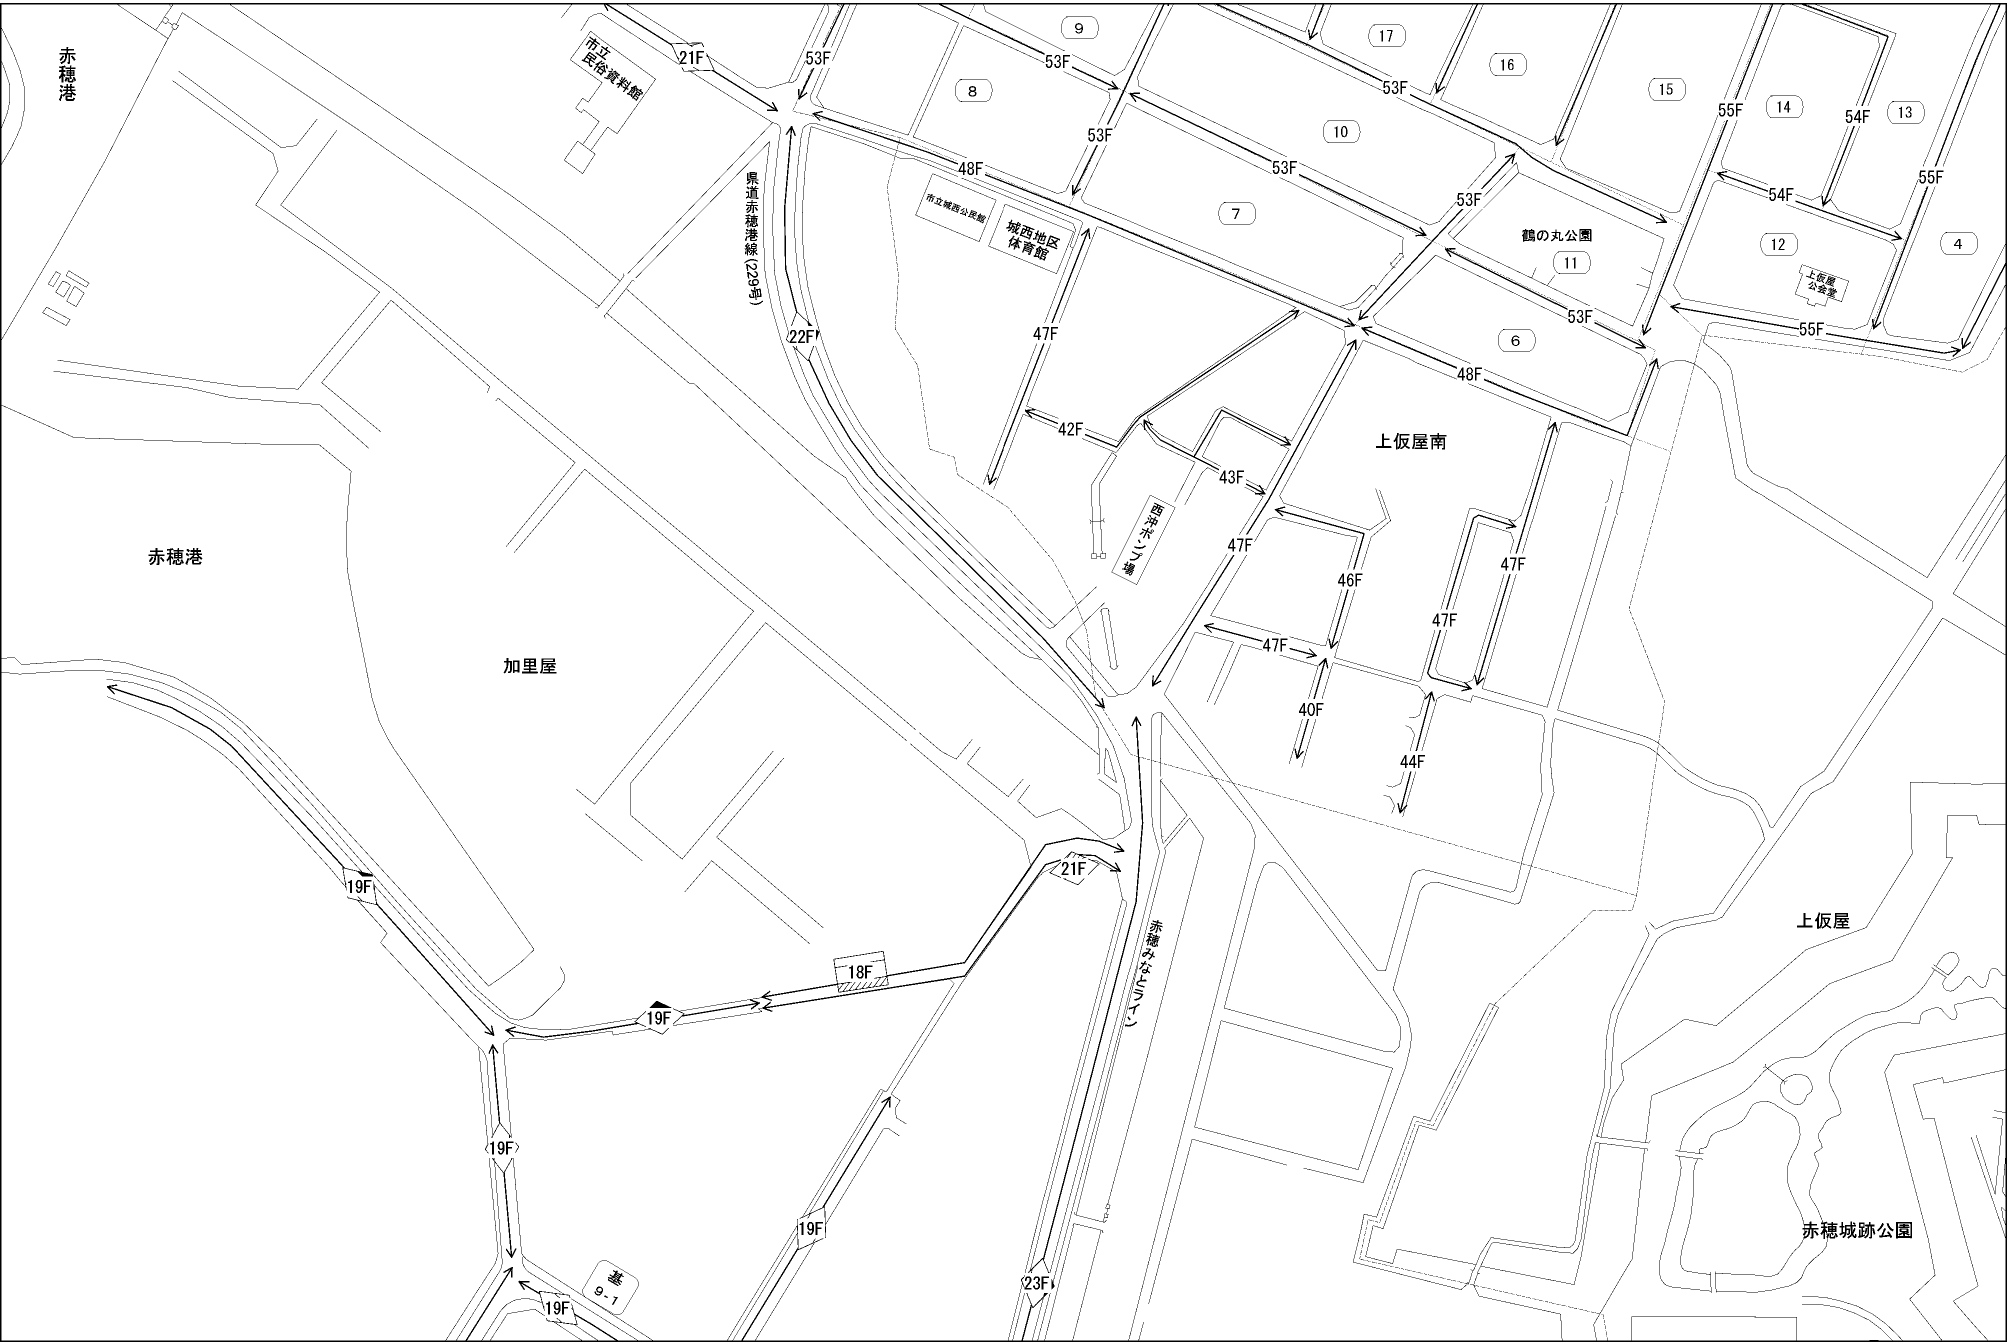 赤穂港
市立
民俗資料館
21F
53F
53F
9
17
16
8
53F
15
55F
14
54F
13
10
53F
48F
53F
55F
54F
53F
県道赤穂港線(229号)
市立城西公民館
城西地区
体育館
7
鶴の丸公園
11
12
4
上仮屋
公会堂
22F
47F
53F
55F
6
48F
42F
上仮屋南
43F
西沖ポンプ場
47F
46F
47F
赤穂港
47F
47F
加里屋
40F
44F
21F
19F
上仮屋
赤穂みなとライン
18F
19F
19F
19F
赤穂城跡公園
基
9-1
23F
19F